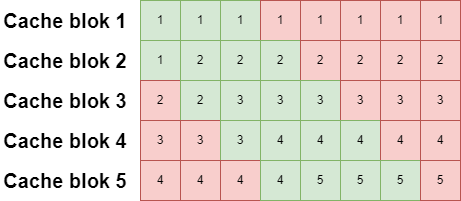 Cache blok 1 1 1 1 1 1 1 1 1
Cache blok 2 1 2 2 2 2 2 2 2
Cache blok 3 2 2 3 3 3 3 3 3
Cache blok 4 3 3 3 4 4 4 4 4
Cache blok 5 4 4 4 4 5 5 5 5